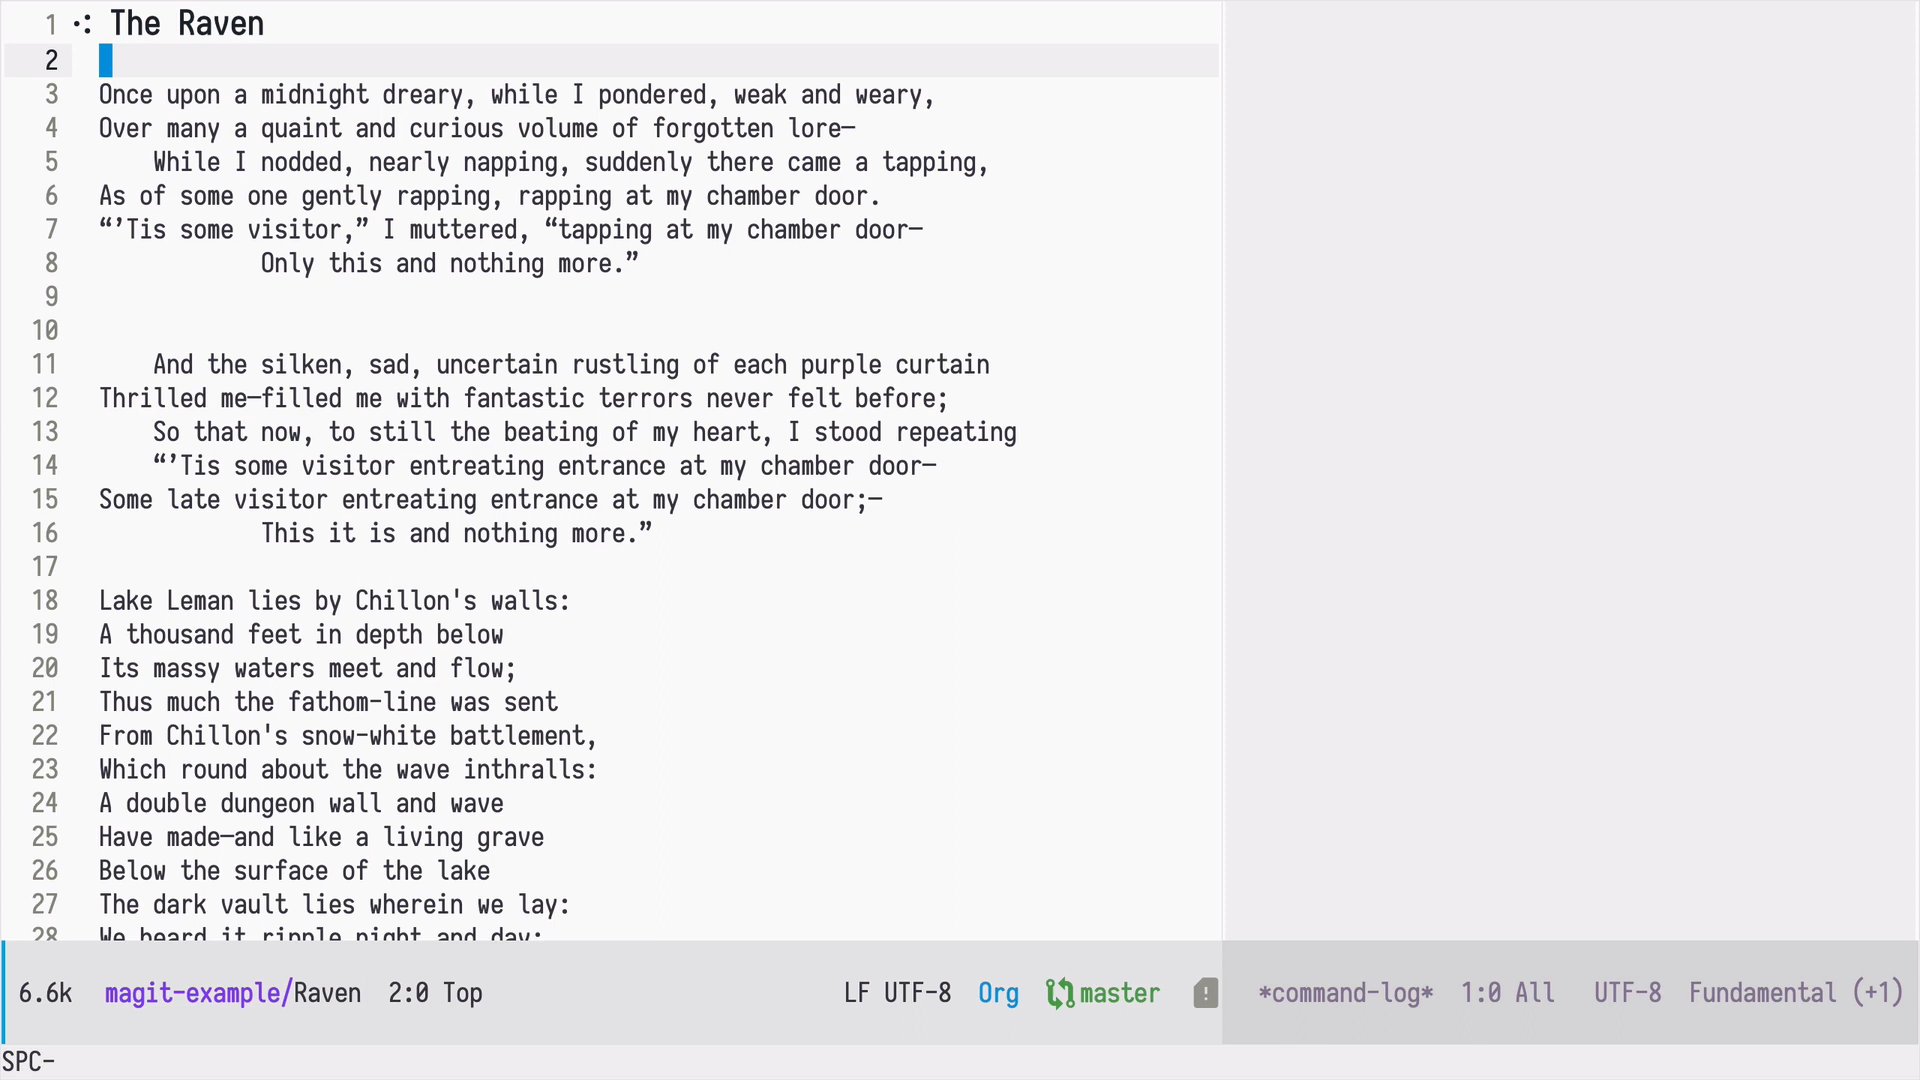 1 ·: The Raven
2
3 Once upon a midnight dreary, while I pondered, weak and weary,
4 Over many a quaint and curious volume of forgotten lore—
5 While I nodded, nearly napping, suddenly there came a tapping,
6 As of some one gently rapping, rapping at my chamber door.
7 “’Tis some visitor,” I muttered, “tapping at my chamber door—
8 Only this and nothing more.”
9
10
11 And the silken, sad, uncertain rustling of each purple curtain
12 Thrilled me—filled me with fantastic terrors never felt before;
13 So that now, to still the beating of my heart, I stood repeating
14 “’Tis some visitor entreating entrance at my chamber door—
15 Some late visitor entreating entrance at my chamber door;—
16 This it is and nothing more.”
17
18 Lake Leman lies by Chillon's walls:
19 A thousand feet in depth below
20 Its massy waters meet and flow;
21 Thus much the fathom-line was sent
22 From Chillon's snow-white battlement,
23 Which round about the wave inthralls:
24 A double dungeon wall and wave
25 Have made—and like a living grave
26 Below the surface of the lake
27 The dark vault lies wherein we lay:
28 We heard it ripple night and day;
6.6k magit-example/Raven 2:0 Top LF UTF-8 Org master
*command-log* 1:0 All UTF-8 Fundamental (+1)
SPC-